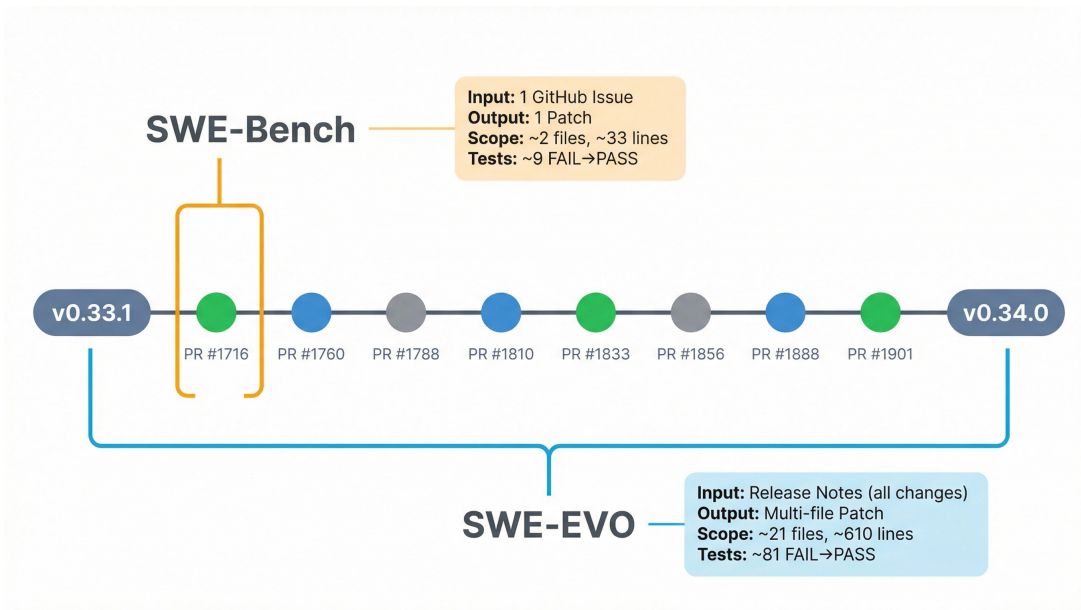 SWE-Bench
Input: 1 GitHub Issue
Output: 1 Patch
Scope: ~2 files, ~33 lines
Tests: ~9 FAIL→PASS
v0.33.1
v0.34.0
PR #1716
PR #1760
PR #1788
PR #1810
PR #1833
PR #1856
PR #1888
PR #1901
SWE-EVO
Input: Release Notes (all changes)
Output: Multi-file Patch
Scope: ~21 files, ~610 lines
Tests: ~81 FAIL→PASS